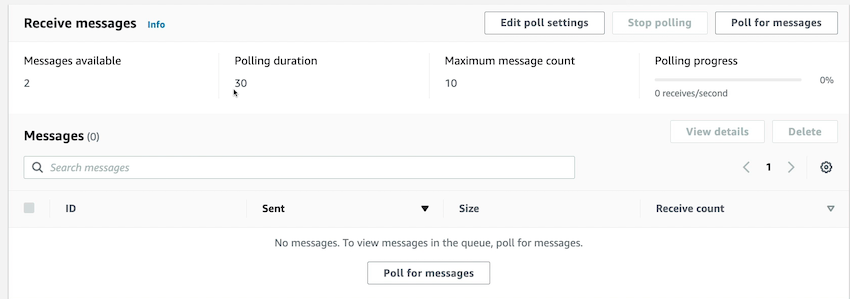 Receive messages Info Edit poll settings Stop polling Poll for messages
Messages available Polling duration Maximum message count Polling progress
2 30 10 0%
0 receives/second
Messages (0) View details Delete
Search messages 1
ID Sent Size Receive count
No messages. To view messages in the queue, poll for messages.
Poll for messages